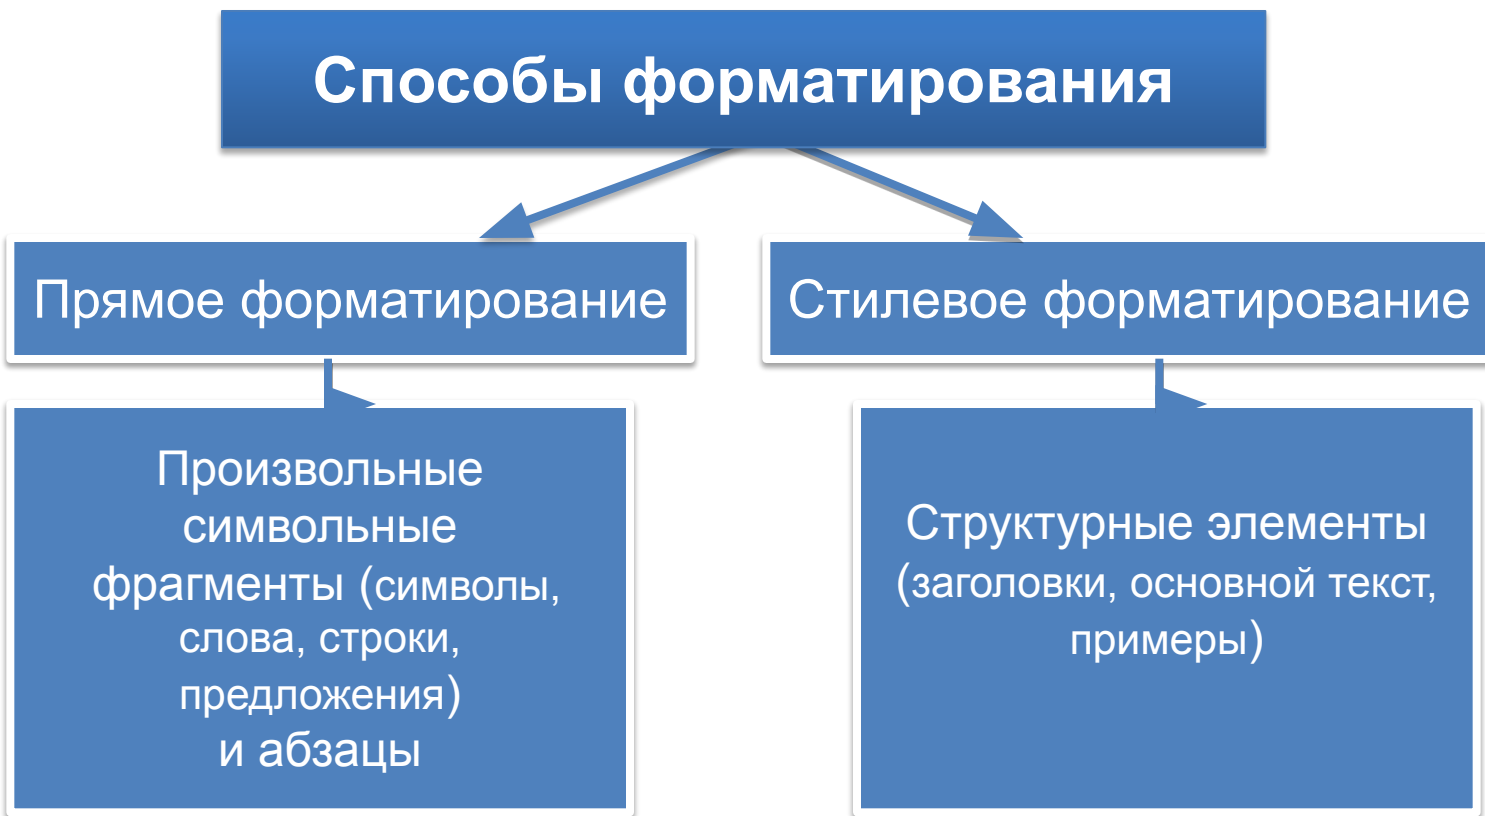 Способы форматирования
Прямое форматирование
Стилевое форматирование
Произвольные
символьные
фрагменты (символы,
слова, строки,
предложения)
и абзацы
Структурные элементы
(заголовки, основной текст,
примеры)